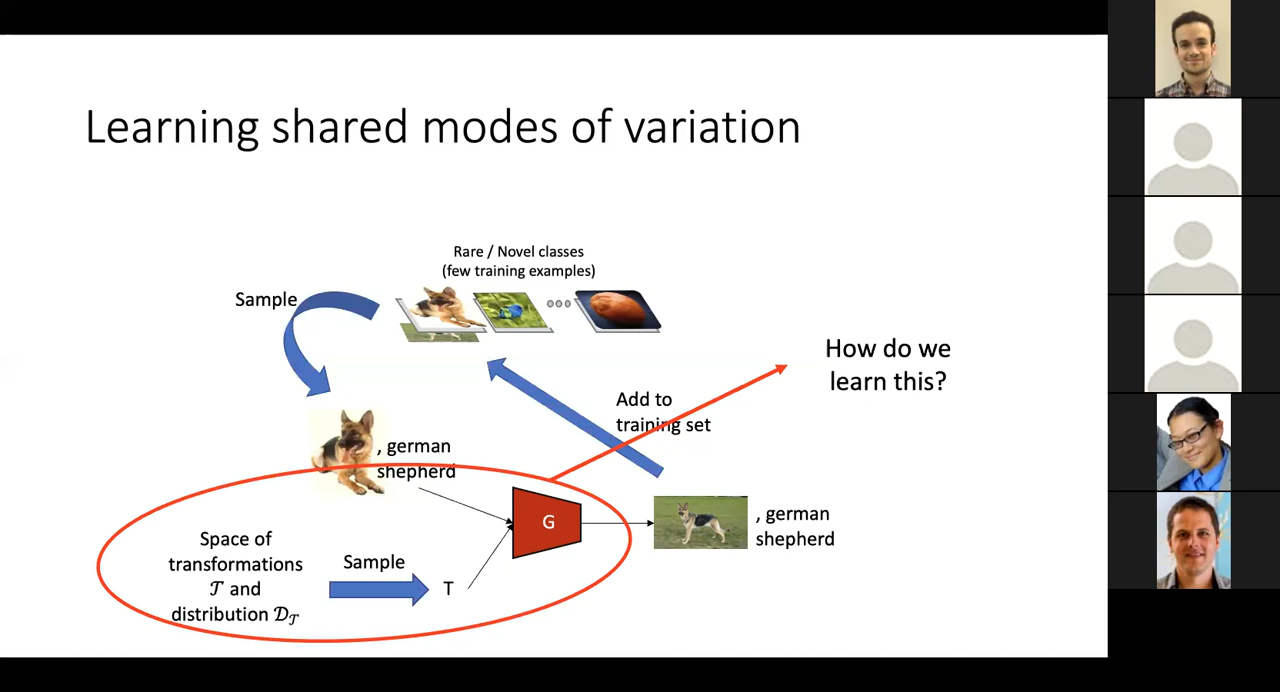 Learning shared modes of variation
Rare / Novel classes
(few training examples)
Sample
How do we
learn this?
Add to
training set
, german
shepherd
G
, german
shepherd
Space of
transformations
𝒯 and
distribution 𝒟_𝒯
Sample
T